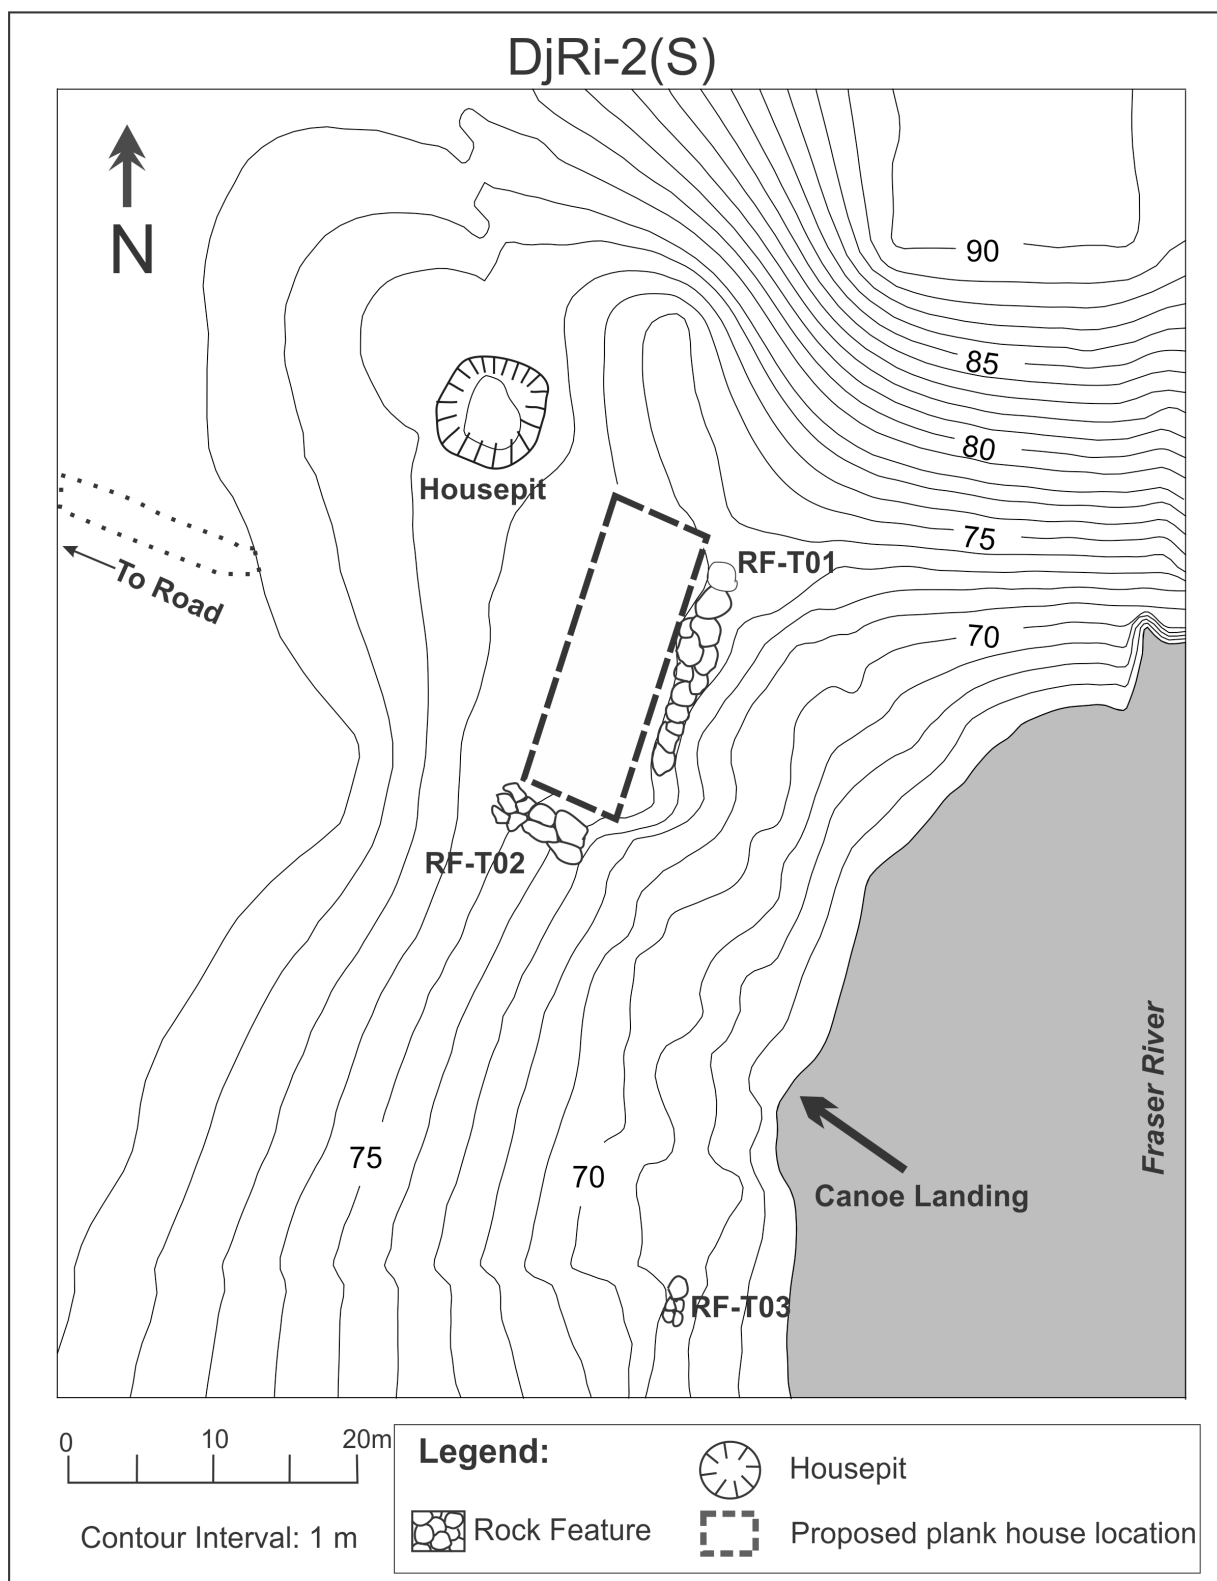 DjRi-2(S)
N
90
85
80
75
70
Housepit
To Road
RF-T01
RF-T02
75
70
Fraser River
Canoe Landing
RF-T03
0 10 20m
Contour Interval: 1 m
Legend:
Housepit
Rock Feature
Proposed plank house location